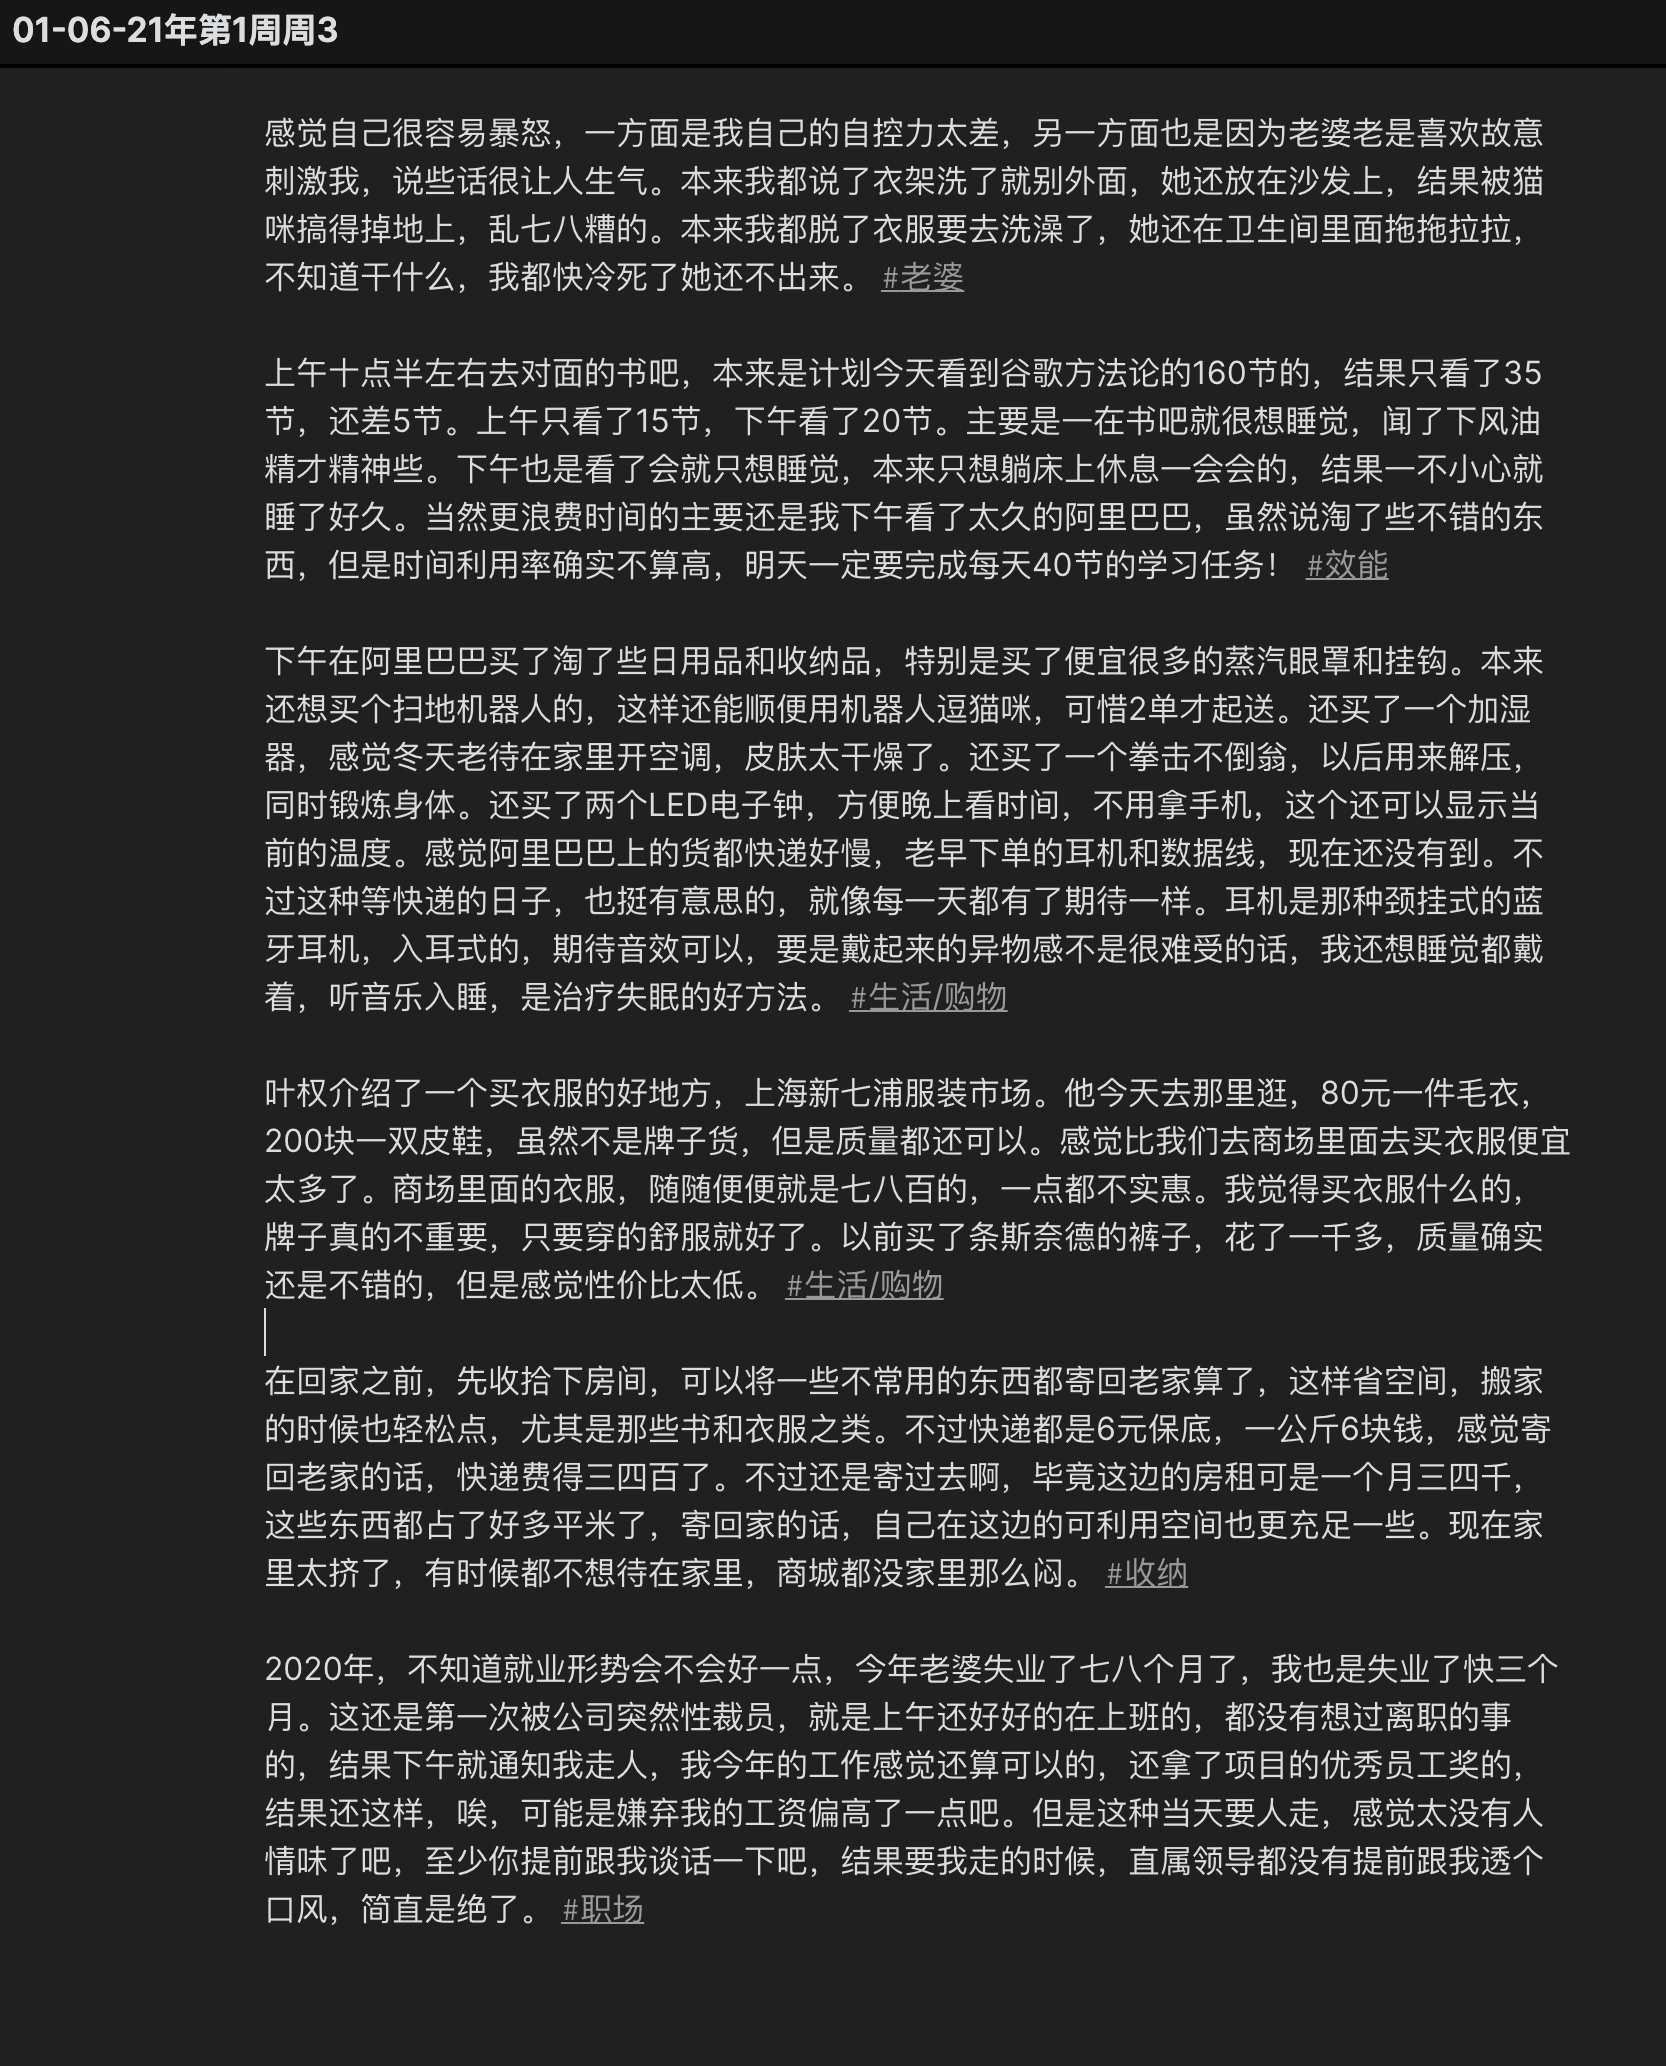 01-06-21年第1周周3
感觉自己很容易暴怒，一方面是我自己的自控力太差，另一方面也是因为老婆老是喜欢故意
刺激我，说些话很让人生气。本来我都说了衣架洗了就别外面，她还放在沙发上，结果被猫
咪搞得掉地上，乱七八糟的。本来我都脱了衣服要去洗澡了，她还在卫生间里面拖拖拉拉，
不知道干什么，我都快冷死了她还不出来。 #老婆
上午十点半左右去对面的书吧，本来是计划今天看到谷歌方法论的160节的，结果只看了35
节，还差5节。上午只看了15节，下午看了20节。主要是一在书吧就很想睡觉，闻了下风油
精才精神些。下午也是看了会就只想睡觉，本来只想躺床上休息一会会的，结果一不小心就
睡了好久。当然更浪费时间的主要还是我下午看了太久的阿里巴巴，虽然说淘了些不错的东
西，但是时间利用率确实不算高，明天一定要完成每天40节的学习任务！ #效能
下午在阿里巴巴买了淘了些日用品和收纳品，特别是买了便宜很多的蒸汽眼罩和挂钩。本来
还想买个扫地机器人的，这样还能顺便用机器人逗猫咪，可惜2单才起送。还买了一个加湿
器，感觉冬天老待在家里开空调，皮肤太干燥了。还买了一个拳击不倒翁，以后用来解压，
同时锻炼身体。还买了两个LED电子钟，方便晚上看时间，不用拿手机，这个还可以显示当
前的温度。感觉阿里巴巴上的货都快递好慢，老早下单的耳机和数据线，现在还没有到。不
过这种等快递的日子，也挺有意思的，就像每一天都有了期待一样。耳机是那种颈挂式的蓝
牙耳机，入耳式的，期待音效可以，要是戴起来的异物感不是很难受的话，我还想睡觉都戴
着，听音乐入睡，是治疗失眠的好方法。 #生活/购物
叶权介绍了一个买衣服的好地方，上海新七浦服装市场。他今天去那里逛，80元一件毛衣，
200块一双皮鞋，虽然不是牌子货，但是质量都还可以。感觉比我们去商场里面去买衣服便宜
太多了。商场里面的衣服，随随便便就是七八百的，一点都不实惠。我觉得买衣服什么的，
牌子真的不重要，只要穿的舒服就好了。以前买了条斯奈德的裤子，花了一千多，质量确实
还是不错的，但是感觉性价比太低。 #生活/购物
在回家之前，先收拾下房间，可以将一些不常用的东西都寄回老家算了，这样省空间，搬家
的时候也轻松点，尤其是那些书和衣服之类。不过快递都是6元保底，一公斤6块钱，感觉寄
回老家的话，快递费得三四百了。不过还是寄过去啊，毕竟这边的房租可是一个月三四千，
这些东西都占了好多平米了，寄回家的话，自己在这边的可利用空间也更充足一些。现在家
里太挤了，有时候都不想待在家里，商城都没家里那么闷。 #收纳
2020年，不知道就业形势会不会好一点，今年老婆失业了七八个月了，我也是失业了快三个
月。这还是第一次被公司突然性裁员，就是上午还好好的在上班的，都没有想过离职的事
的，结果下午就通知我走人，我今年的工作感觉还算可以的，还拿了项目的优秀员工奖的，
结果还这样，唉，可能是嫌弃我的工资偏高了一点吧。但是这种当天要人走，感觉太没有人
情味了吧，至少你提前跟我谈话一下吧，结果要我走的时候，直属领导都没有提前跟我透个
口风，简直是绝了。 #职场